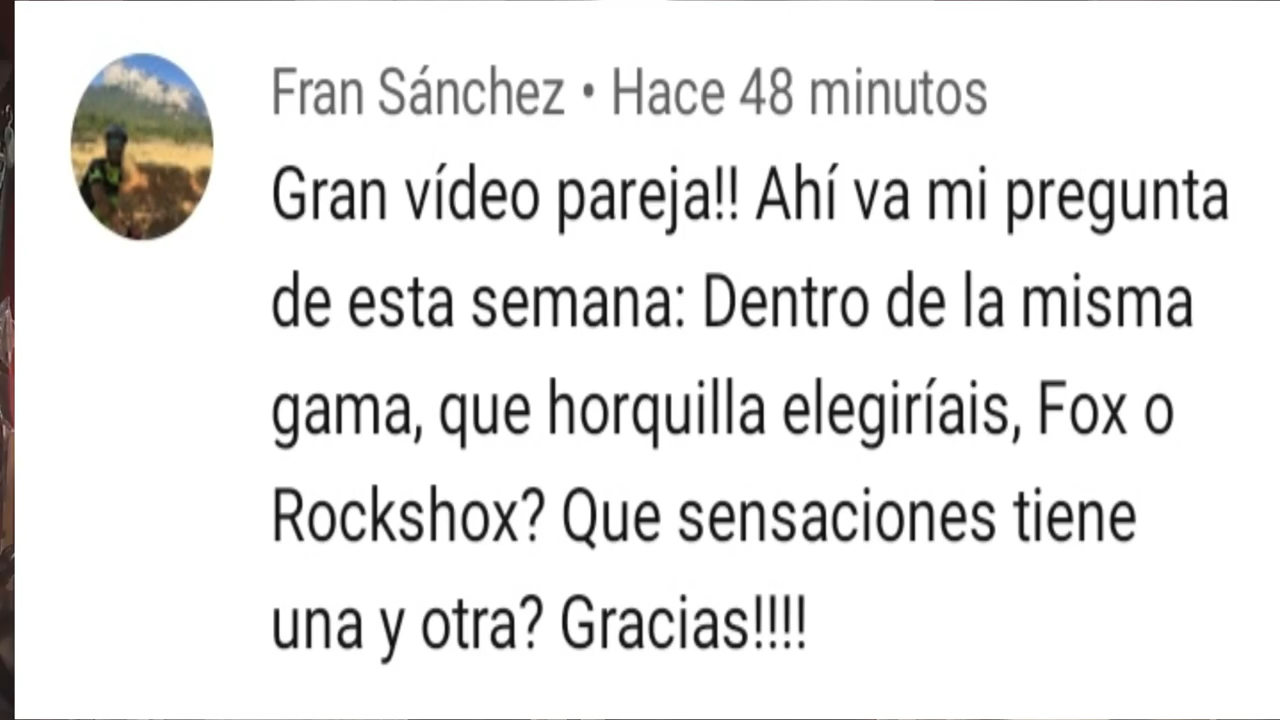 Fran Sánchez • Hace 48 minutos
Gran vídeo pareja!! Ahí va mi pregunta
de esta semana: Dentro de la misma
gama, que horquilla elegiríais, Fox o
Rockshox? Que sensaciones tiene
una y otra? Gracias!!!!